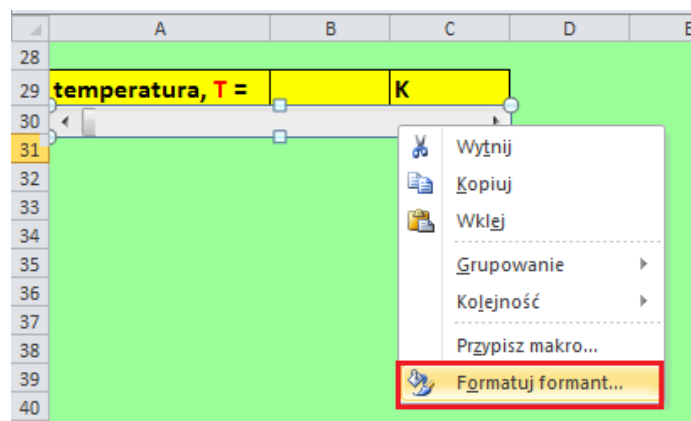 A B C D E
28
29 temperatura, T = K
30
31 Wytnij
32 Kopiuj
33 Wklej
34
35 Grupowanie
36 Kolejność
37
38 Przypisz makro...
39 Formatuj formant...
40